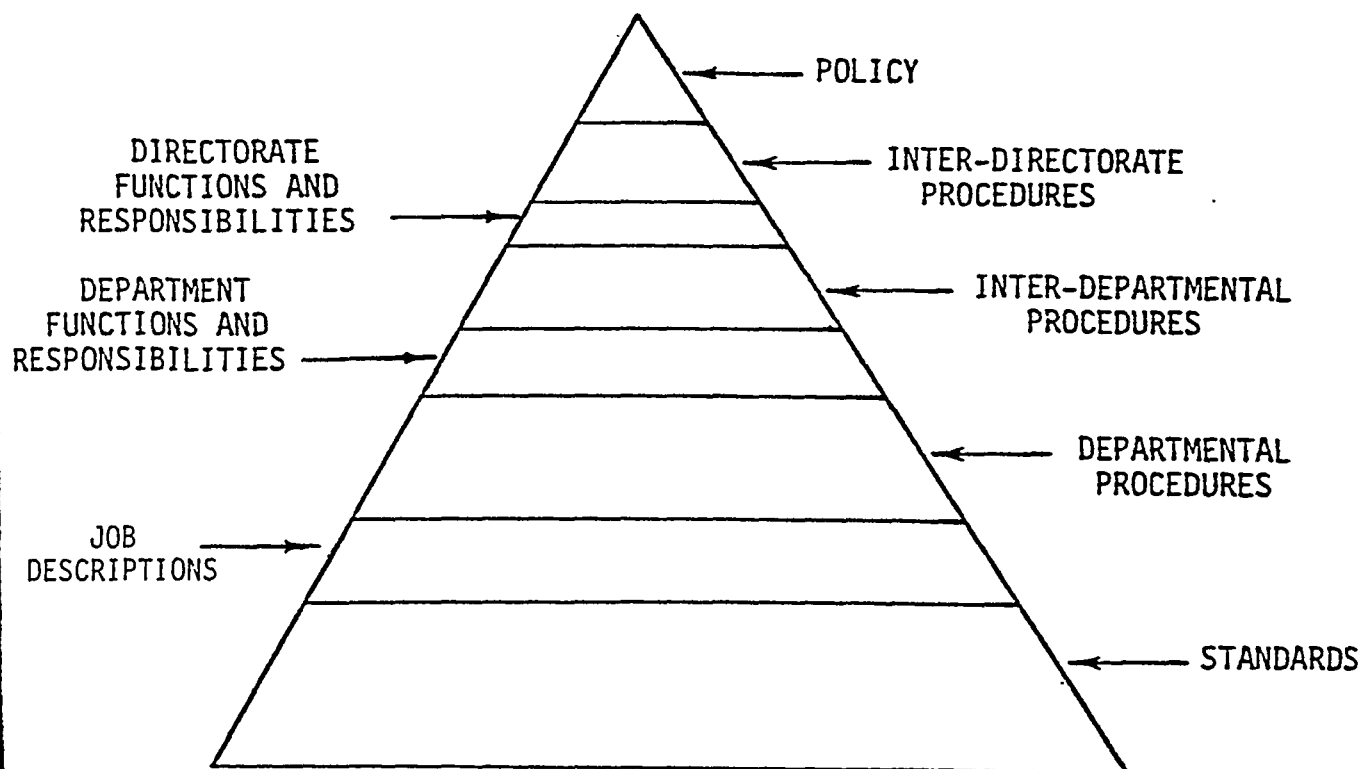 POLICY
DIRECTORATE
FUNCTIONS AND
RESPONSIBILITIES
INTER-DIRECTORATE
PROCEDURES
DEPARTMENT
FUNCTIONS AND
RESPONSIBILITIES
INTER-DEPARTMENTAL
PROCEDURES
DEPARTMENTAL
PROCEDURES
JOB
DESCRIPTIONS
STANDARDS